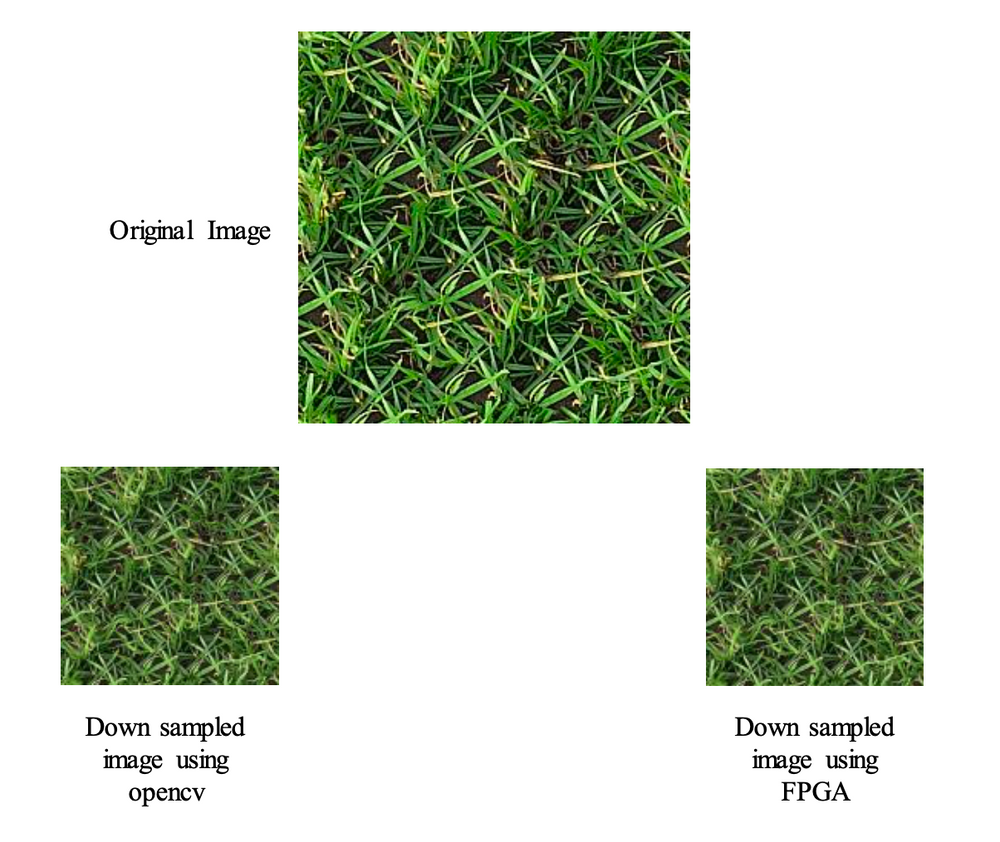 Original Image
Down sampled
image using
opencv
Down sampled
image using
FPGA